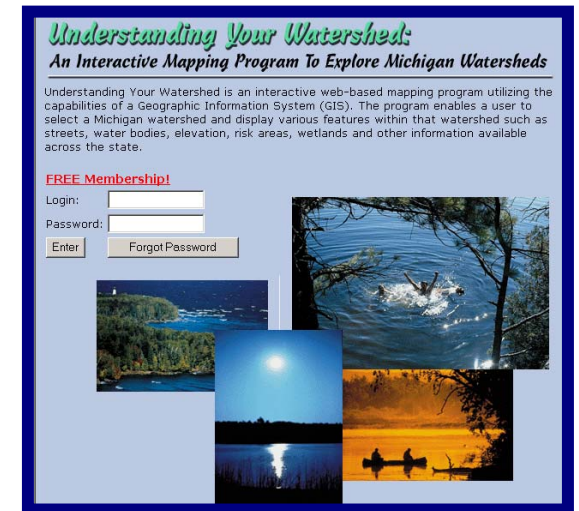 Understanding Your Watershed:
An Interactive Mapping Program To Explore Michigan Watersheds
Understanding Your Watershed is an interactive web-based mapping program utilizing the
capabilities of a Geographic Information System (GIS). The program enables a user to
select a Michigan watershed and display various features within that watershed such as
streets, water bodies, elevation, risk areas, wetlands and other information available
across the state.
FREE Membership!
Login:
Password:
Enter Forgot Password